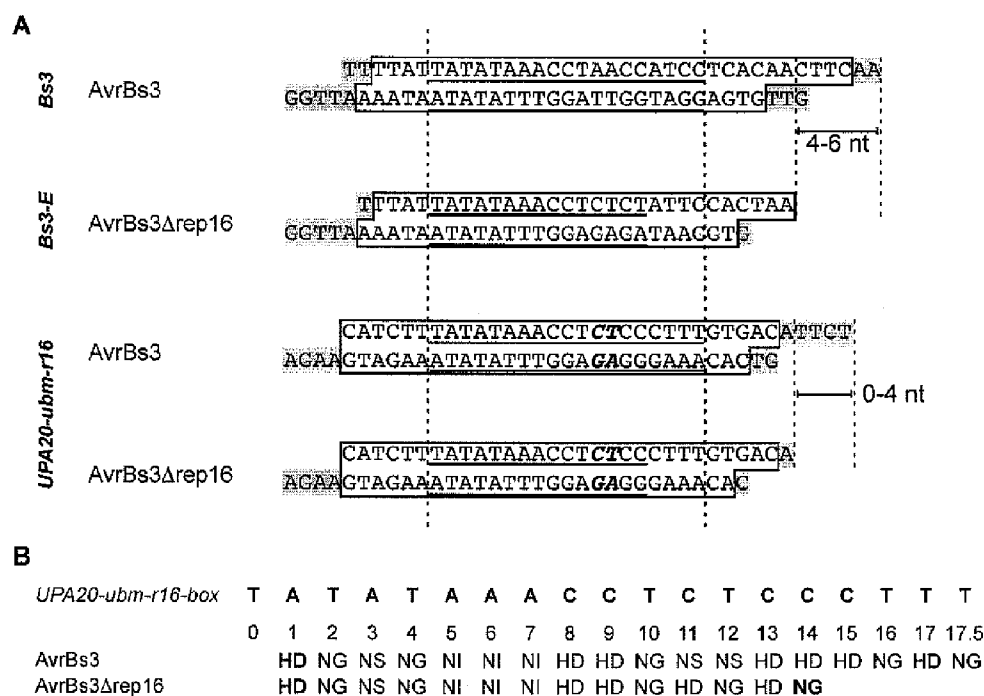 A
Bs3
AvrBs3
TTTTATTATATAAACCTAACCATCCTCACAACTTCAA
GGTTAAAATAATATATTTGGATTGGTAGGAGTGTTG
4-6 nt
Bs3-E
AvrBs3Δrep16
TTTATTATATAAACCTCTCTATTCCACTAA
GGTTAAAATAATATATTTGGAGAGATAAGGTG
UPA20-ubm-r16
AvrBs3
CATCTTTATATAAACCTCTCCCTTTGTGACATTCT
AGAAGTAGAAATATATTTGGAGAGGGAAACACTG
0-4 nt
AvrBs3Δrep16
CATCTTTATATAAACCTCTCCCTTTGTGACA
AGAAGTAGAAATATATTTGGAGAGGGAAACAC
B
UPA20-ubm-r16-box T A T A T A A A C C T C T C C C T T T
0 1 2 3 4 5 6 7 8 9 10 11 12 13 14 15 16 17 17.5
AvrBs3 HD NG NS NG NI NI NI HD HD NG NS NS HD HD HD NG HD NG
AvrBs3Δrep16 HD NG NS NG NI NI NI HD HD NG HD NG HD NG